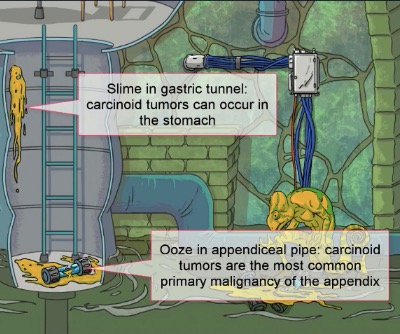 Slime in gastric tunnel:
carcinoid tumors can occur in
the stomach
Ooze in appendiceal pipe: carcinoid
tumors are the most common
primary malignancy of the appendix